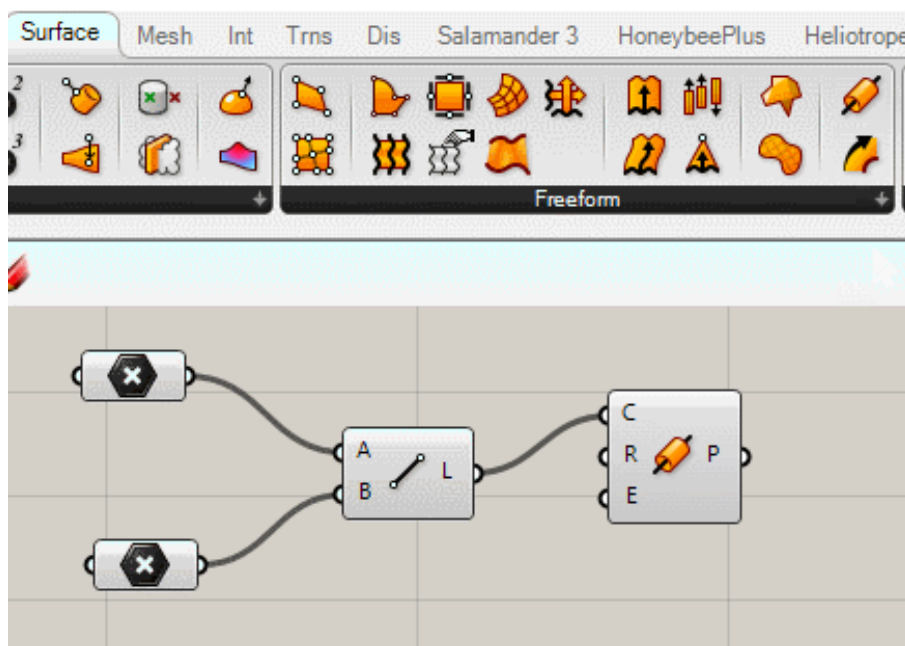 Surface Mesh Int Trns Dis Salamander 3 HoneybeePlus Heliotrope
2
3
Freeform
C
A
R P
L
B
E